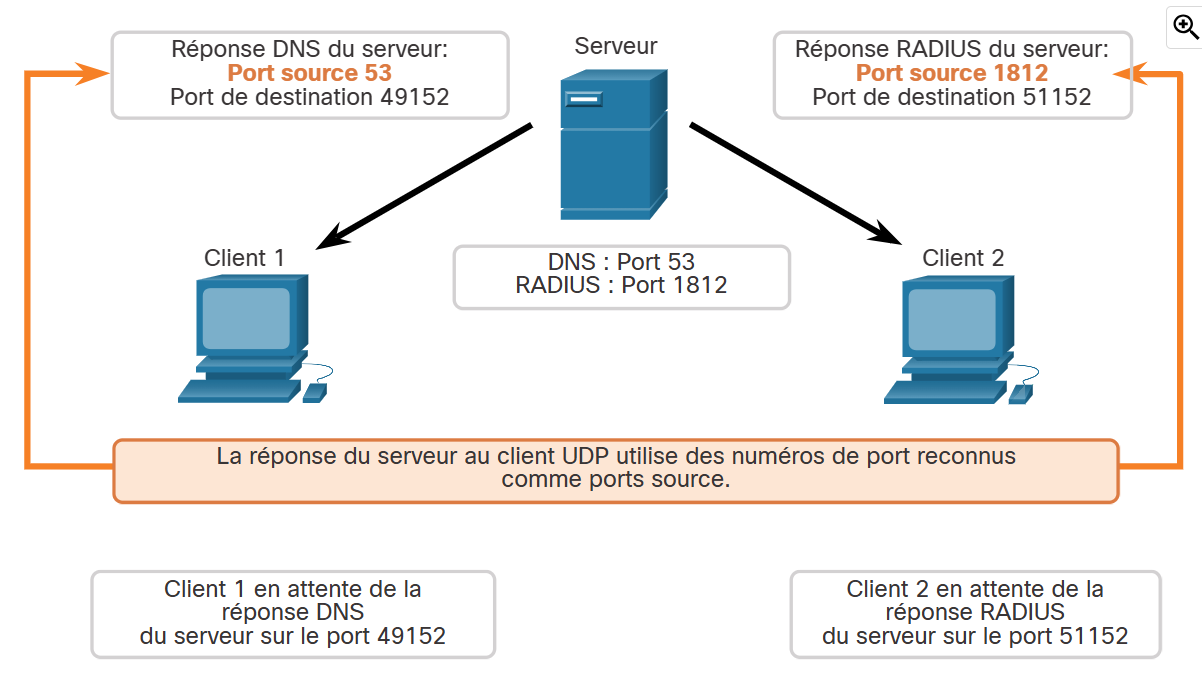 Réponse DNS du serveur:
Port source 53
Port de destination 49152
Serveur
Réponse RADIUS du serveur:
Port source 1812
Port de destination 51152
Client 1
DNS : Port 53
RADIUS : Port 1812
Client 2
La réponse du serveur au client UDP utilise des numéros de port reconnus
comme ports source.
Client 1 en attente de la
réponse DNS
du serveur sur le port 49152
Client 2 en attente de la
réponse RADIUS
du serveur sur le port 51152